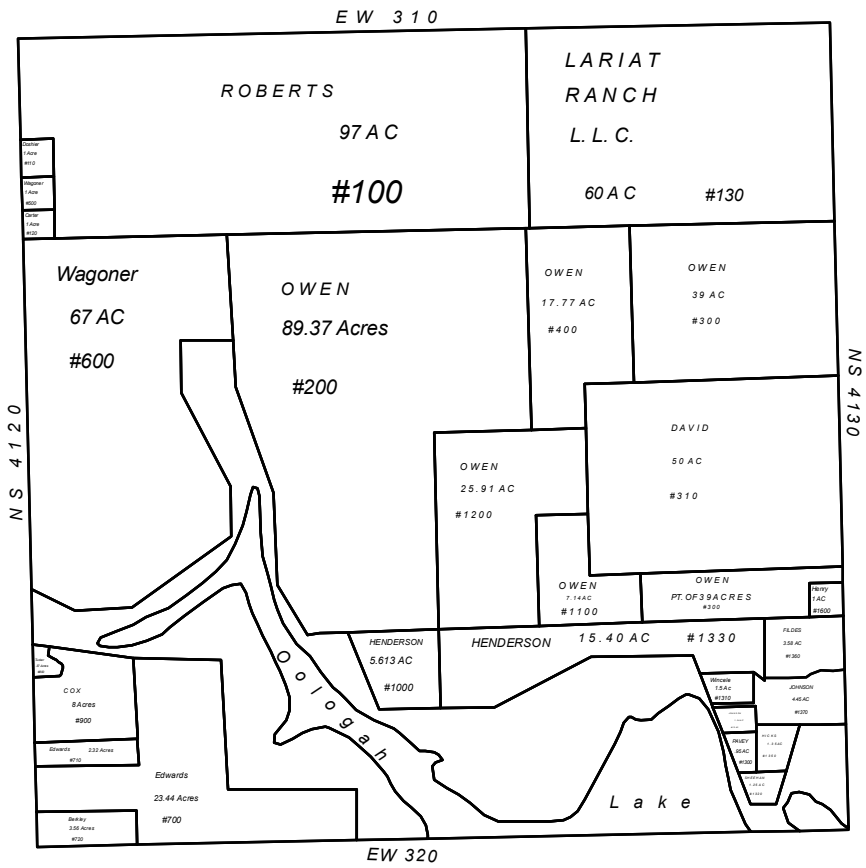 EW 310
ROBERTS
97 AC
#100
LARIAT
RANCH
L. L. C.
60 AC #130
Doshier
1 Acre
#110
Wagoner
1 Acre
#500
Carter
1 Acre
#120
Wagoner
67 AC
#600
OWEN
89.37 Acres
#200
OWEN
17.77 AC
#400
OWEN
39 AC
#300
NS 4120
NS 4130
DAVID
50 AC
#310
OWEN
25.91 AC
#1200
OWEN
7.14 AC
#1100
OWEN
PT. OF 39 ACRES
#300
Henry
1 AC
#1600
HENDERSON
5.613 AC
#1000
HENDERSON 15.40 AC #1330
FILDES
3.58 AC
#1360
COX
8 Acres
#900
Edwards 2.32 Acres
#710
Edwards
23.44 Acres
#700
Berkley
3.56 Acres
#720
Oologah
Lake
1.5 Ac
#1310
JOHNSON
4.45 AC
#1370
PAVEY
.95 AC
#1300
EW 320